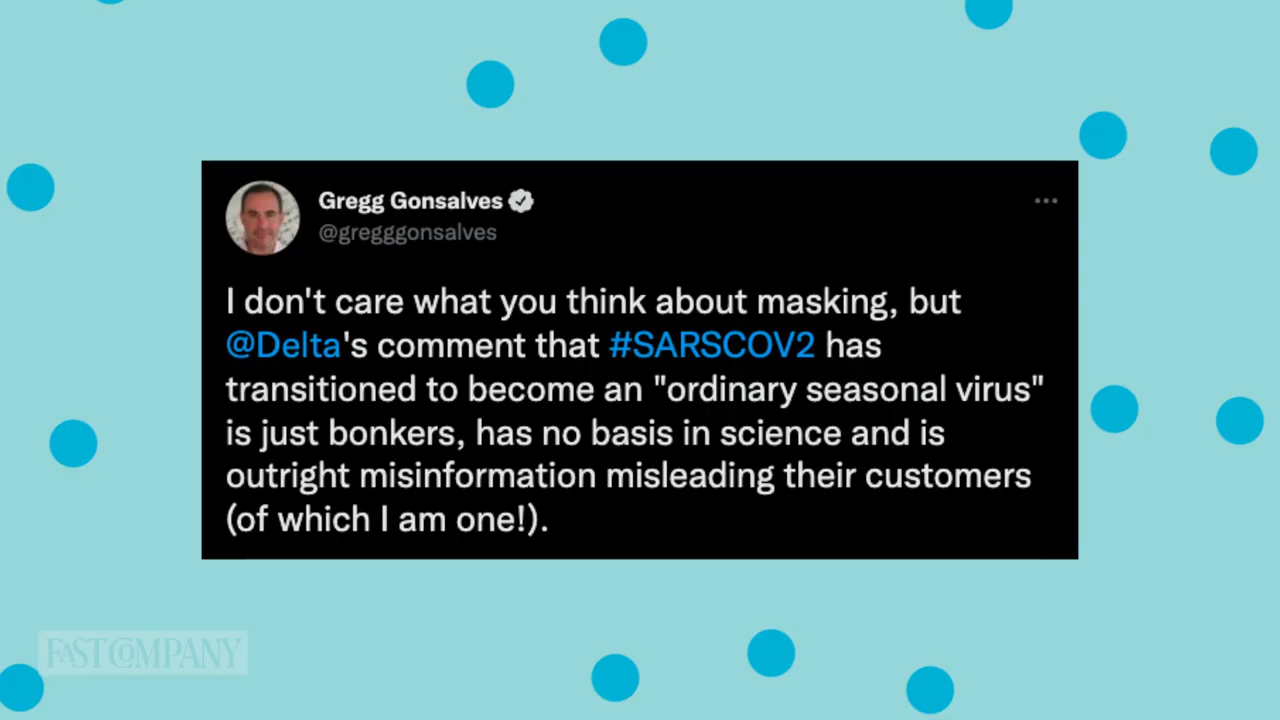 Gregg Gonsalves
@gregggonsalves
I don't care what you think about masking, but
@Delta's comment that #SARSCOV2 has
transitioned to become an "ordinary seasonal virus"
is just bonkers, has no basis in science and is
outright misinformation misleading their customers
(of which I am one!).
FAST COMPANY